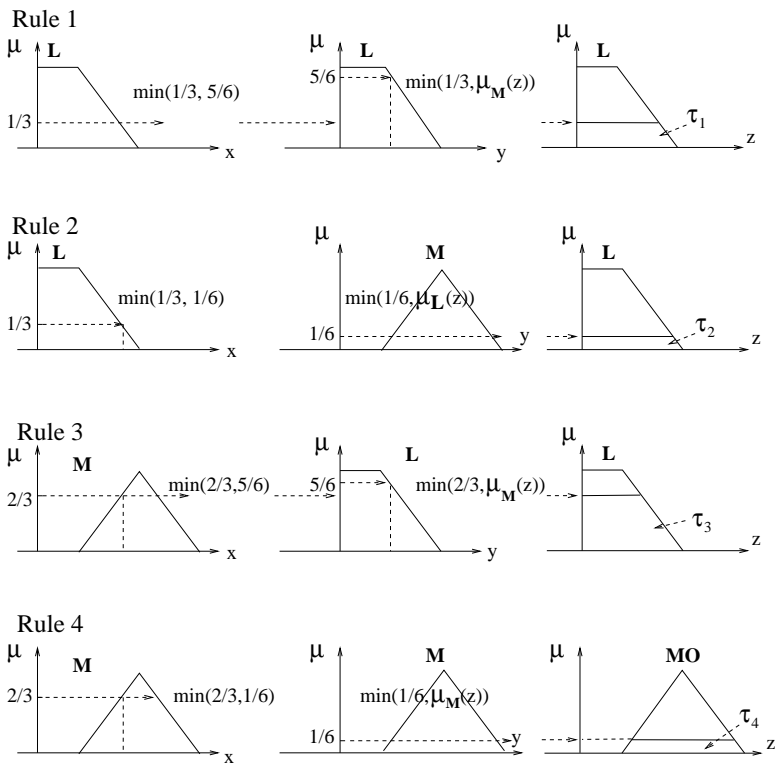 Rule 1
μ L μ L μ L
5/6 min(1/3, μM(z))
min(1/3, 5/6)
1/3 τ1
x y z
Rule 2
μ L μ M μ L
min(1/3, 1/6) min(1/6, μL(z))
1/3 1/6 τ2
x y z
Rule 3
μ M μ L μ L
min(2/3,5/6) 5/6 min(2/3, μM(z))
2/3 τ3
x y z
Rule 4
μ M μ M μ MO
2/3 min(2/3,1/6) min(1/6, μM(z))
1/6 τ4
x y z